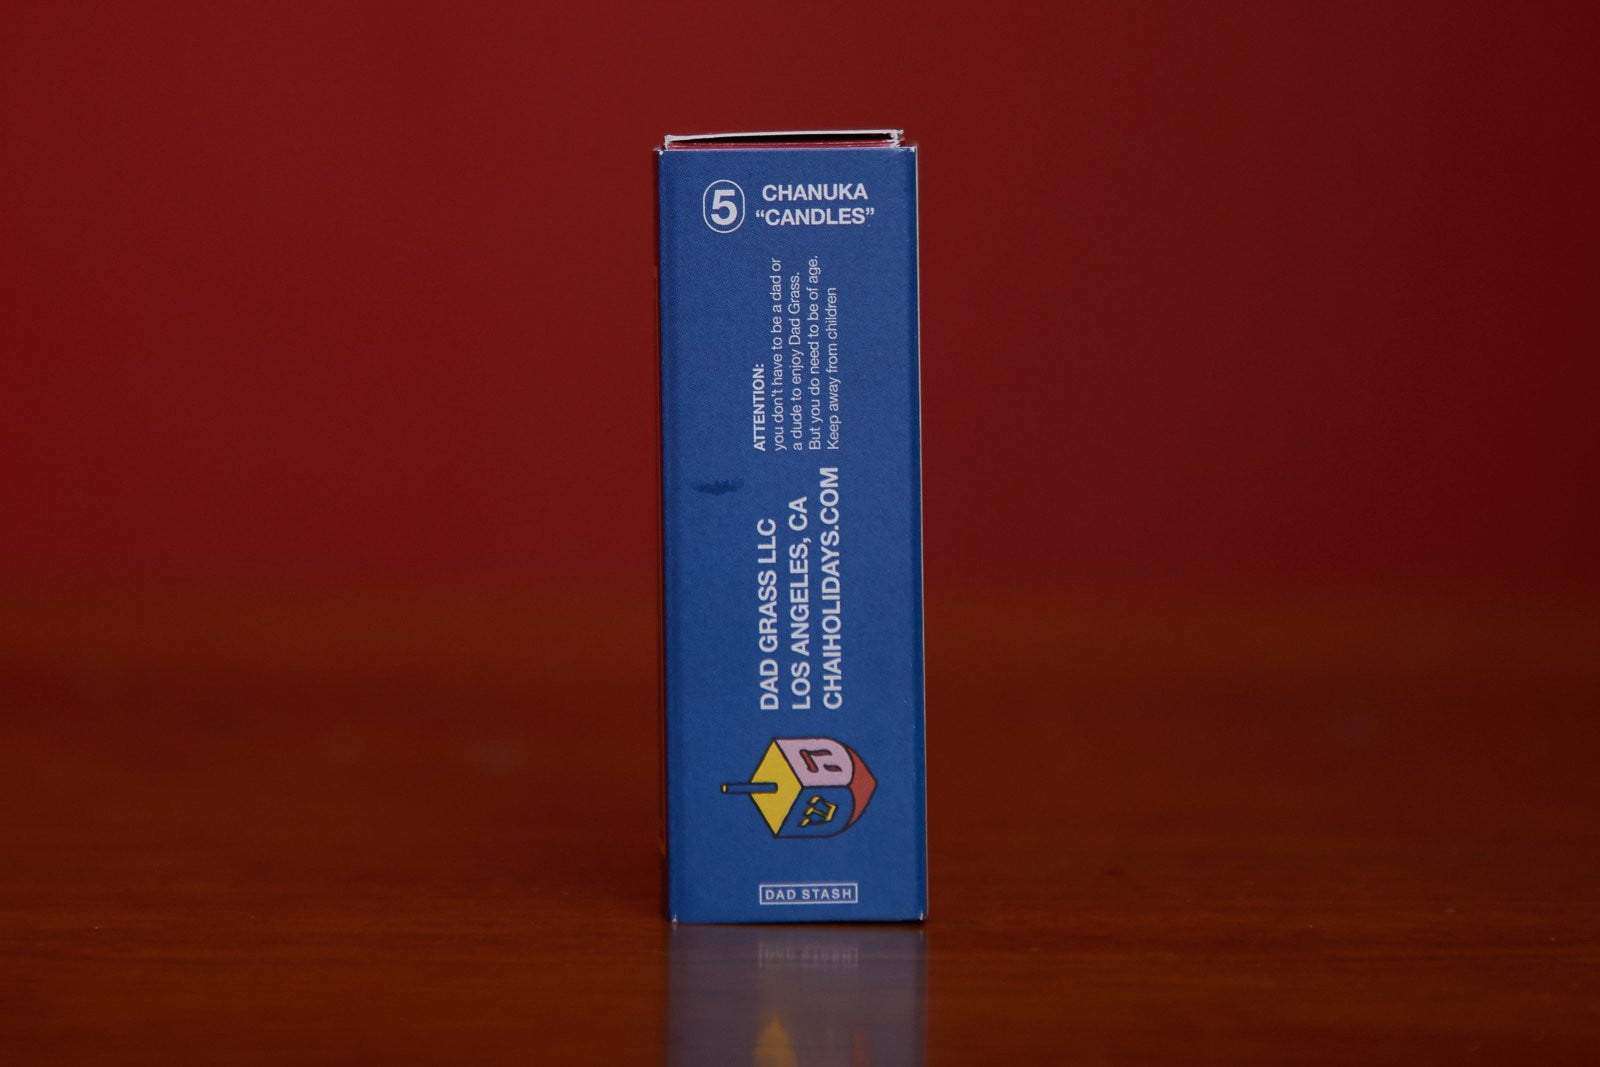 5
CHANUKA
“CANDLES”
ATTENTION:
you don't have to be a dad or
a dude to enjoy Dad Grass.
But you do need to be of age.
Keep away from children
DAD GRASS LLC
LOS ANGELES, CA
CHAIHOLIDAYS.COM
DAD STASH